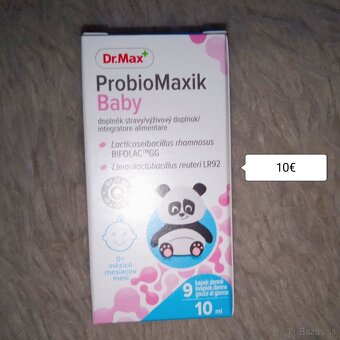 Dr.Max+
ProbioMaxik
Baby
doplněk stravy/výživový doplnok/
integratore alimentare
Lacticaseibacillus rhamnosus
BIFOLAC™GG
Limosilactobacillus reuteri LR92
10€
0+
měsíců
mesiacov
mesi
9
kapek denně
kvapiek denne
gocce al giorno
10 ml